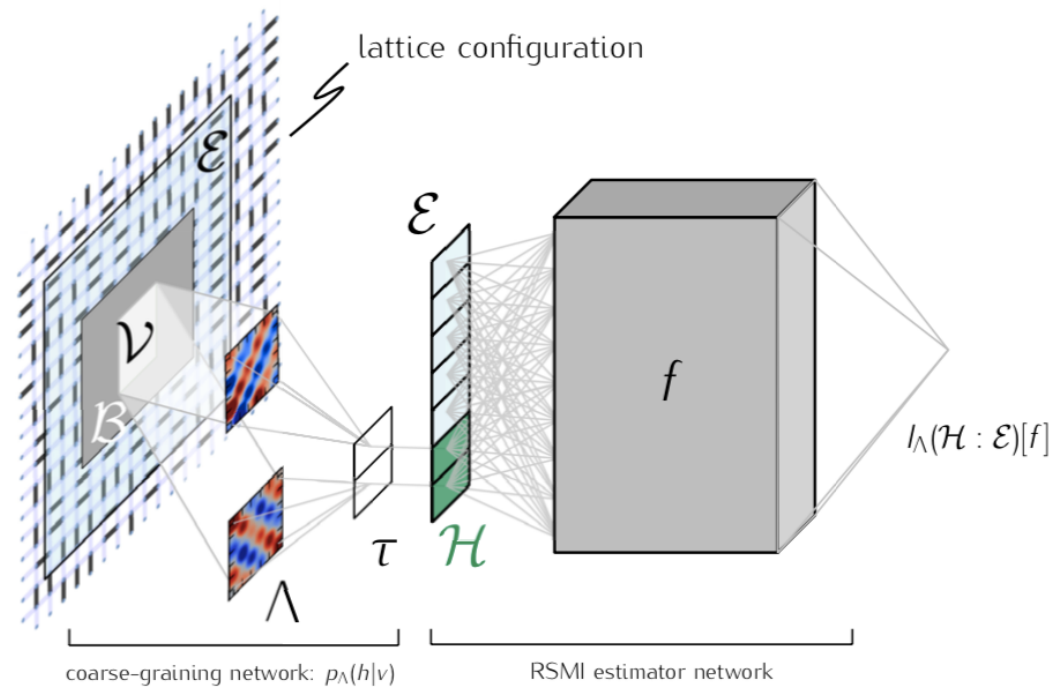 lattice configuration
ℰ
ℰ
𝒱
ℬ
f
I_Λ(ℋ : ℰ)[f]
τ
ℋ
Λ
coarse-graining network: p_Λ(h|v)
RSMI estimator network